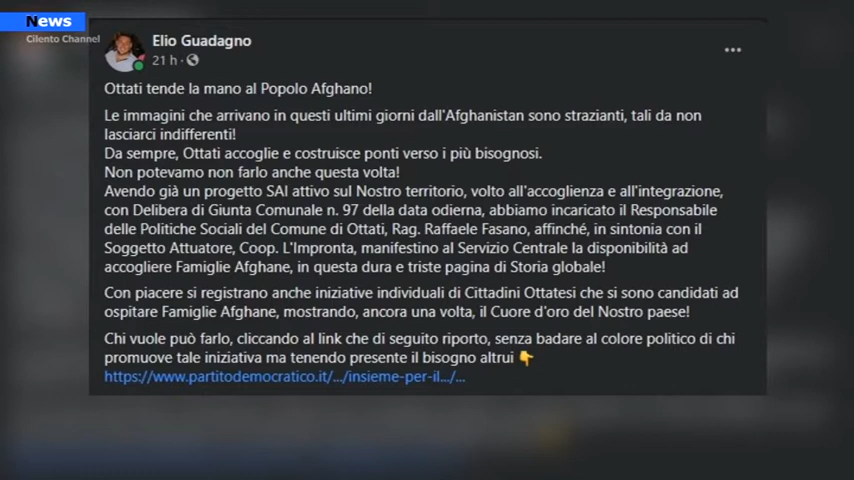 News
Cilento Channel
Elio Guadagno
21 h ·
Ottati tende la mano al Popolo Afghano!
Le immagini che arrivano in questi ultimi giorni dall'Afghanistan sono strazianti, tali da non
lasciarci indifferenti!
Da sempre, Ottati accoglie e costruisce ponti verso i più bisognosi.
Non potevamo non farlo anche questa volta!
Avendo già un progetto SAI attivo sul Nostro territorio, volto all'accoglienza e all'integrazione,
con Delibera di Giunta Comunale n. 97 della data odierna, abbiamo incaricato il Responsabile
delle Politiche Sociali del Comune di Ottati, Rag. Raffaele Fasano, affinché, in sintonia con il
Soggetto Attuatore, Coop. L'Impronta, manifestino al Servizio Centrale la disponibilità ad
accogliere Famiglie Afghane, in questa dura e triste pagina di Storia globale!
Con piacere si registrano anche iniziative individuali di Cittadini Ottatesi che si sono candidati ad
ospitare Famiglie Afghane, mostrando, ancora una volta, il Cuore d'oro del Nostro paese!
Chi vuole può farlo, cliccando al link che di seguito riporto, senza badare al colore politico di chi
promuove tale iniziativa ma tenendo presente il bisogno altrui 👇
https://www.partitodemocratico.it/.../insieme-per-il.../...